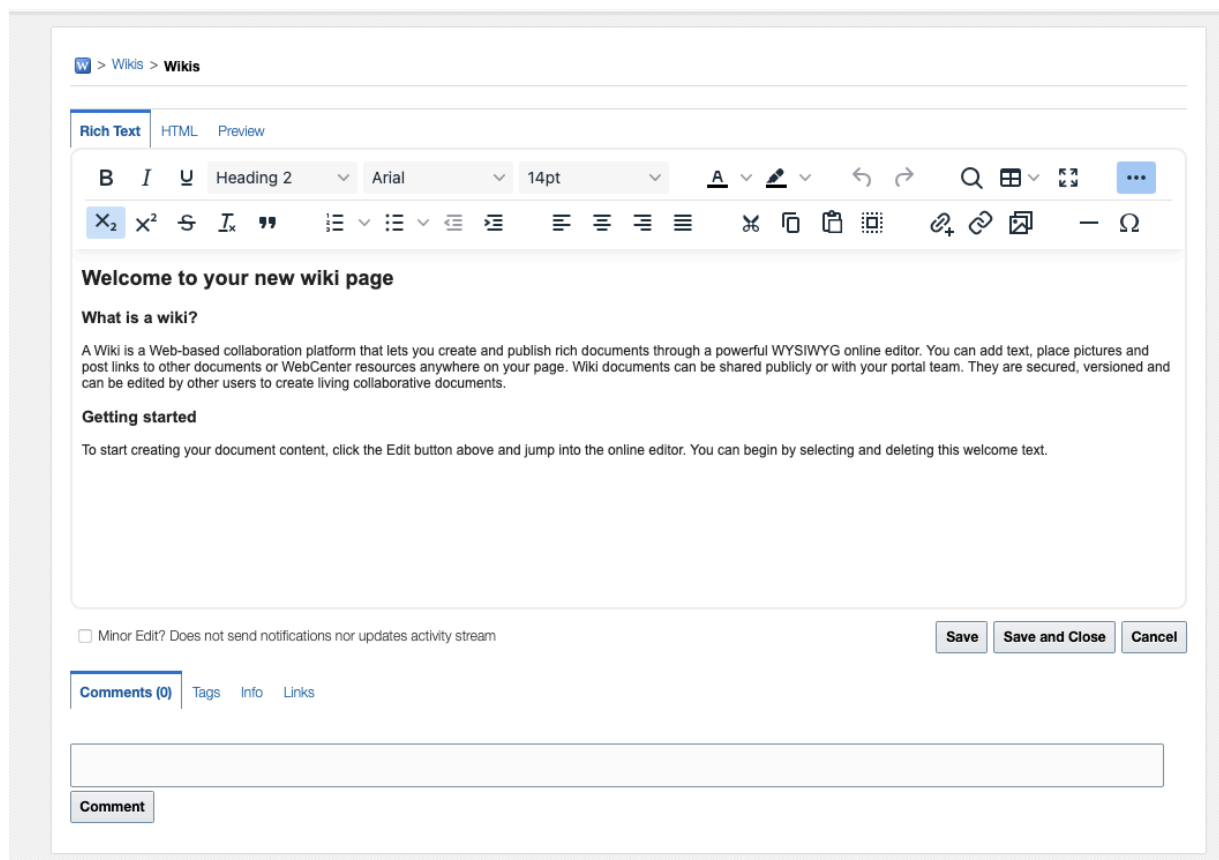 W > Wikis > Wikis
Rich Text HTML Preview
B I U Heading 2 Arial 14pt A
X₂ X² S Ix Ω
Welcome to your new wiki page
What is a wiki?
A Wiki is a Web-based collaboration platform that lets you create and publish rich documents through a powerful WYSIWYG online editor. You can add text, place pictures and
post links to other documents or WebCenter resources anywhere on your page. Wiki documents can be shared publicly or with your portal team. They are secured, versioned and
can be edited by other users to create living collaborative documents.
Getting started
To start creating your document content, click the Edit button above and jump into the online editor. You can begin by selecting and deleting this welcome text.
Minor Edit? Does not send notifications nor updates activity stream Save Save and Close Cancel
Comments (0) Tags Info Links
Comment